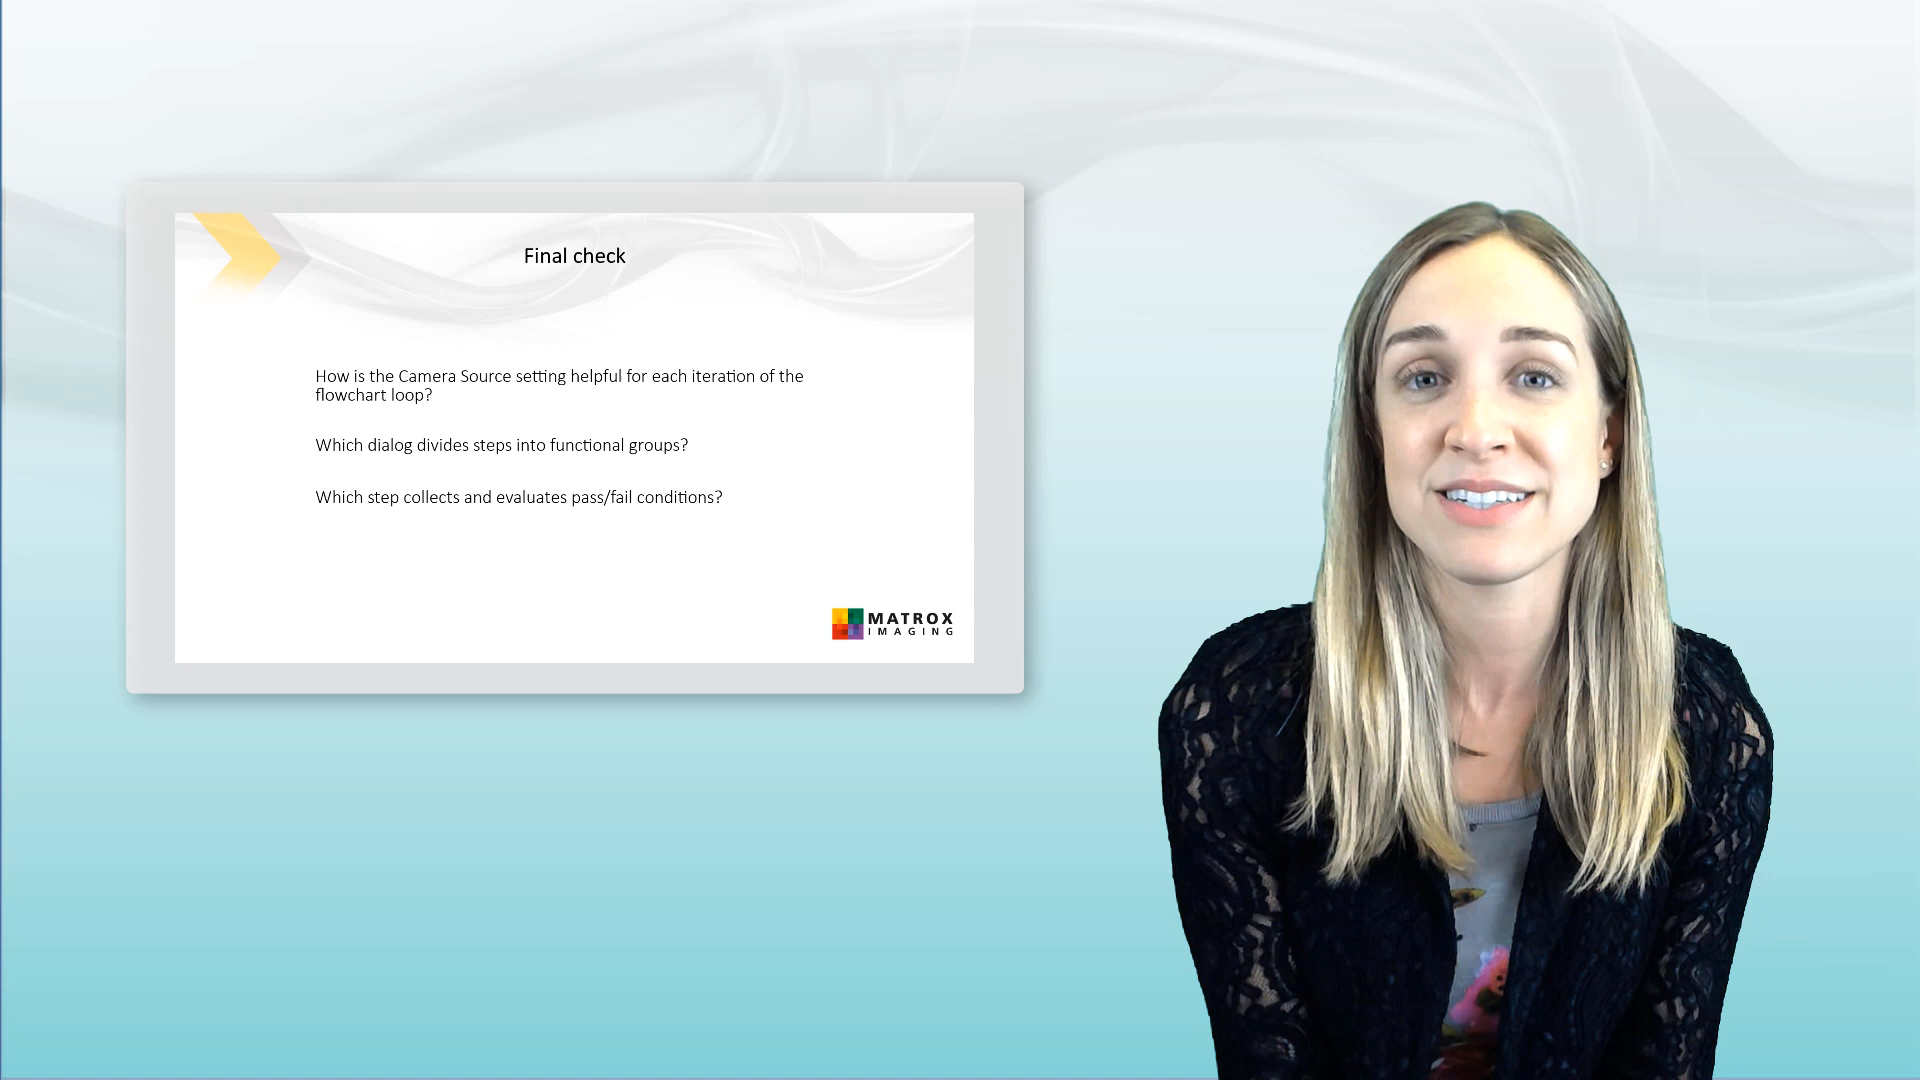 Final check
How is the Camera Source setting helpful for each iteration of the
flowchart loop?
Which dialog divides steps into functional groups?
Which step collects and evaluates pass/fail conditions?
MATROX
IMAGING